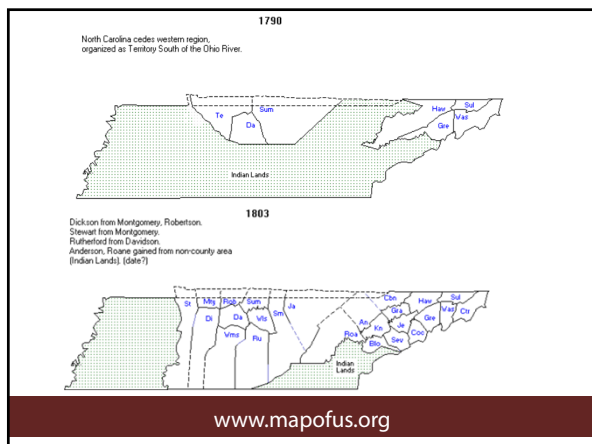 1790
North Carolina cedes western region,
organized as Territory South of the Ohio River.
Te
Da
Sum
Haw
Sul
Was
Gre
Indian Lands
1803
Dickson from Montgomery, Robertson.
Stewart from Montgomery.
Rutherford from Davidson.
Anderson, Roane gained from non-county area
(Indian Lands). (date?)
St
Mtg
Rob
Sum
Sm
Ja
Di
Da
Wls
Wms
Ru
Cbn
Haw
Sul
Gra
Gre
Was
Ctr
An
Kn
Je
Roa
Blo
Sev
Coc
Indian
Lands
www.mapofus.org